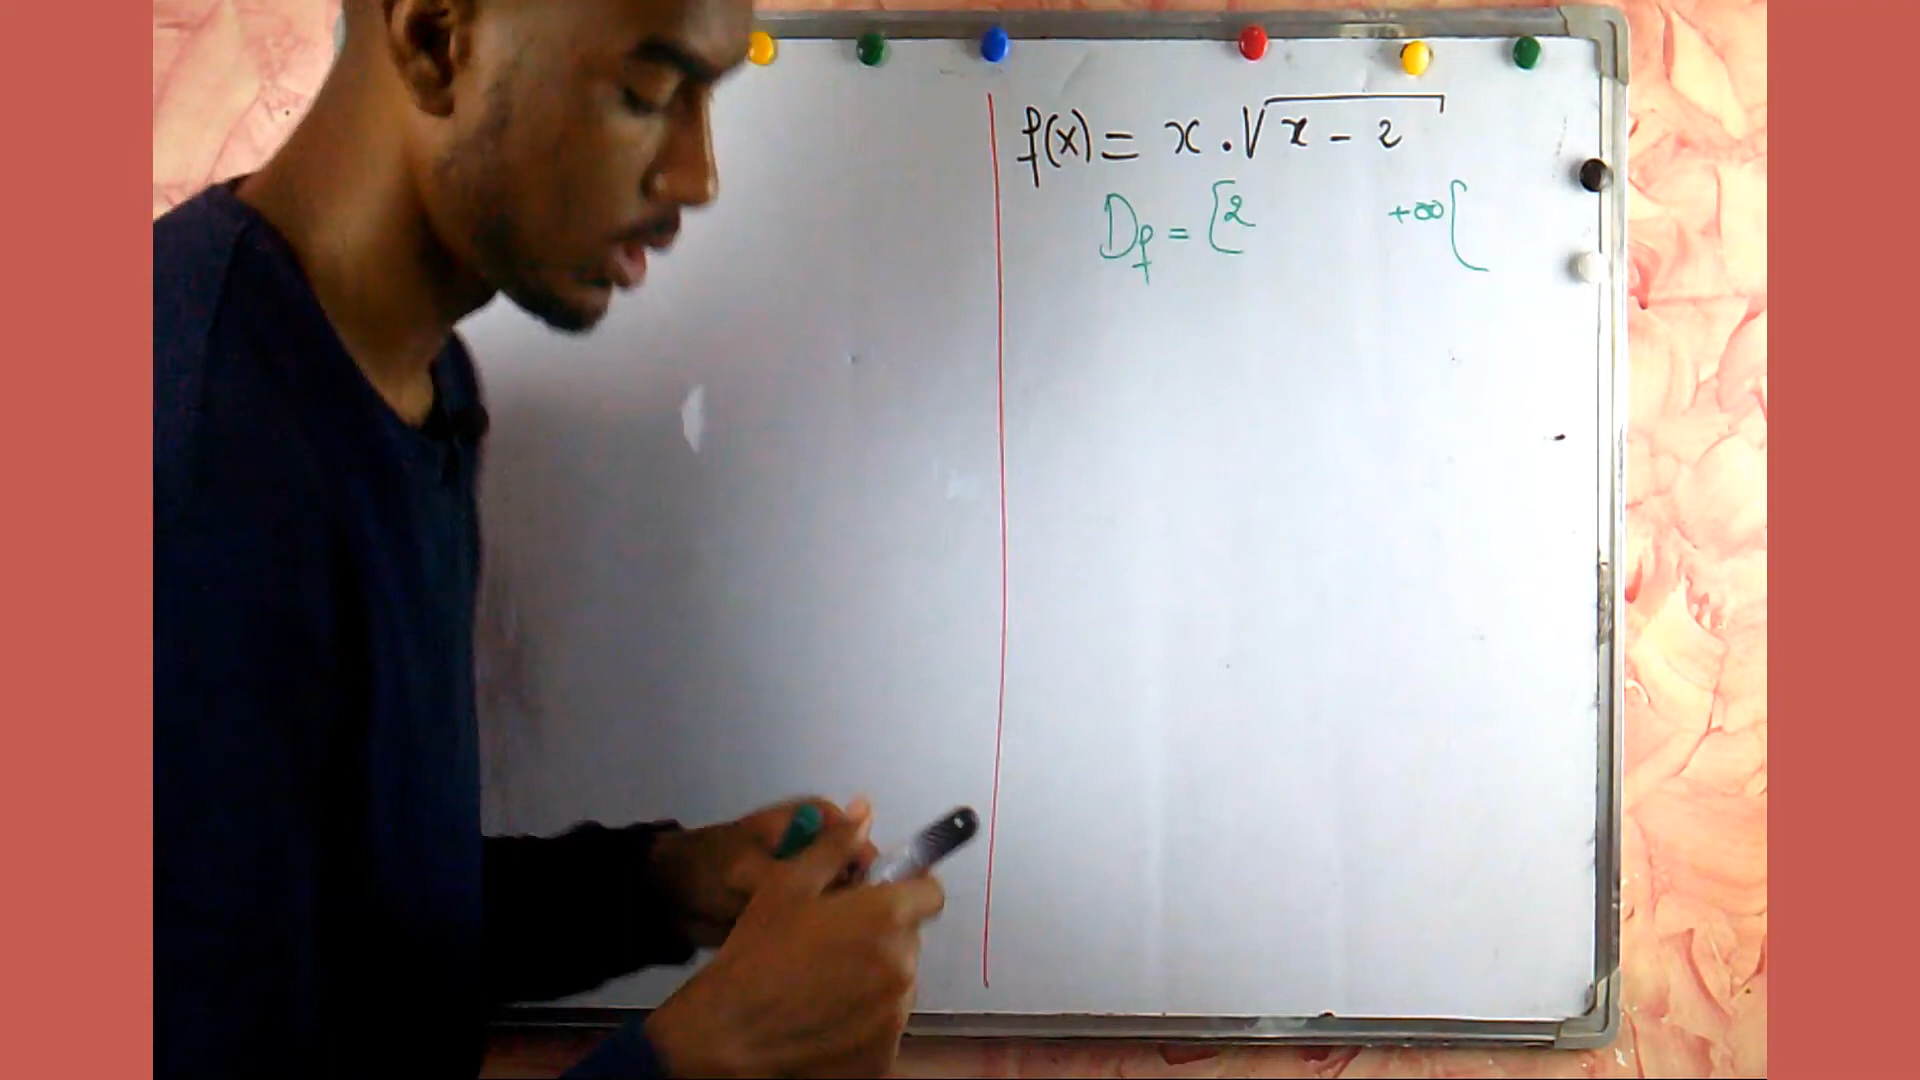 f(x) = x . √x - 2
Df = [2 +∞[